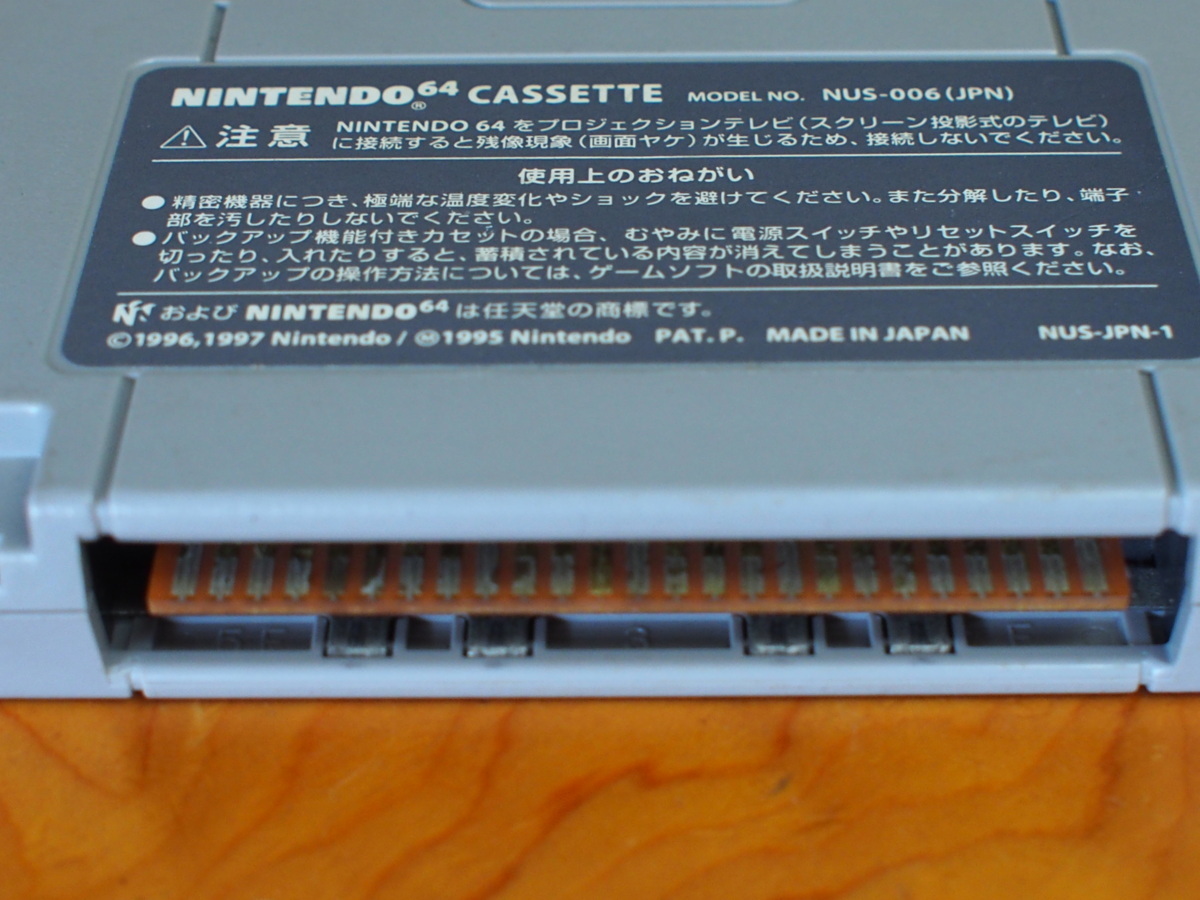 NINTENDO64® CASSETTE MODEL NO. NUS-006(JPN)
⚠注意 NINTENDO 64 をプロジェクションテレビ(スクリーン投影式のテレビ)
に接続すると残像現象(画面ヤケ)が生じるため、接続しないでください。
使用上のおねがい
●精密機器につき、極端な温度変化やショックを避けてください。また分解したり、端子
部を汚したりしないでください。
●バックアップ機能付きカセットの場合、むやみに電源スイッチやリセットスイッチを
切ったり、入れたりすると、蓄積されている内容が消えてしまうことがあります。なお、
バックアップの操作方法については、ゲームソフトの取扱説明書をご参照ください。
および NINTENDO64 は任天堂の商標です。
©1996,1997 Nintendo / Ⓜ1995 Nintendo PAT. P. MADE IN JAPAN NUS-JPN-1